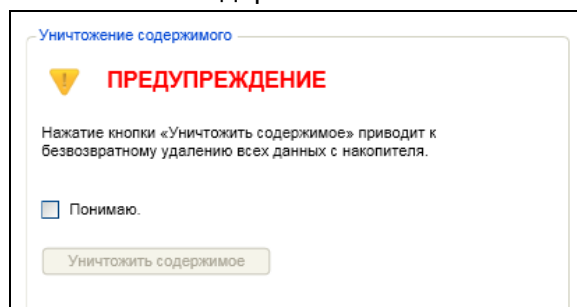 Уничтожение содержимого
ПРЕДУПРЕЖДЕНИЕ
Нажатие кнопки «Уничтожить содержимое» приводит к
безвозвратному удалению всех данных с накопителя.
Понимаю.
Уничтожить содержимое